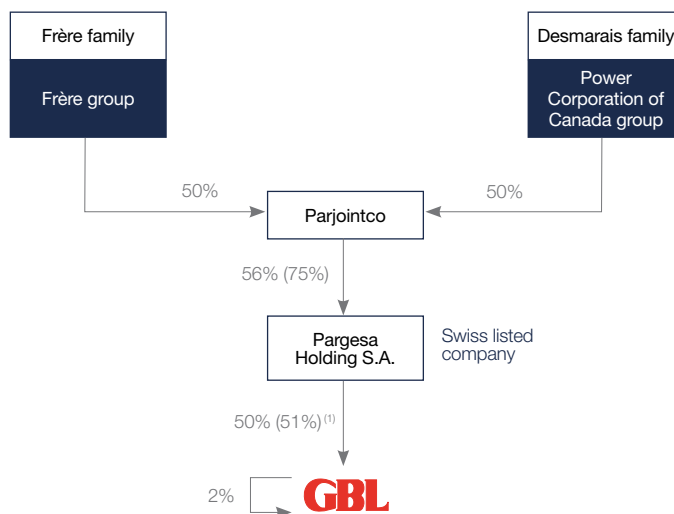 Frère family
Frère group
Desmarais family
Power
Corporation of
Canada group
50%
50%
Parjointco
56% (75%)
Pargesa
Holding S.A.
Swiss listed
company
50% (51%)(1)
2%
GBL